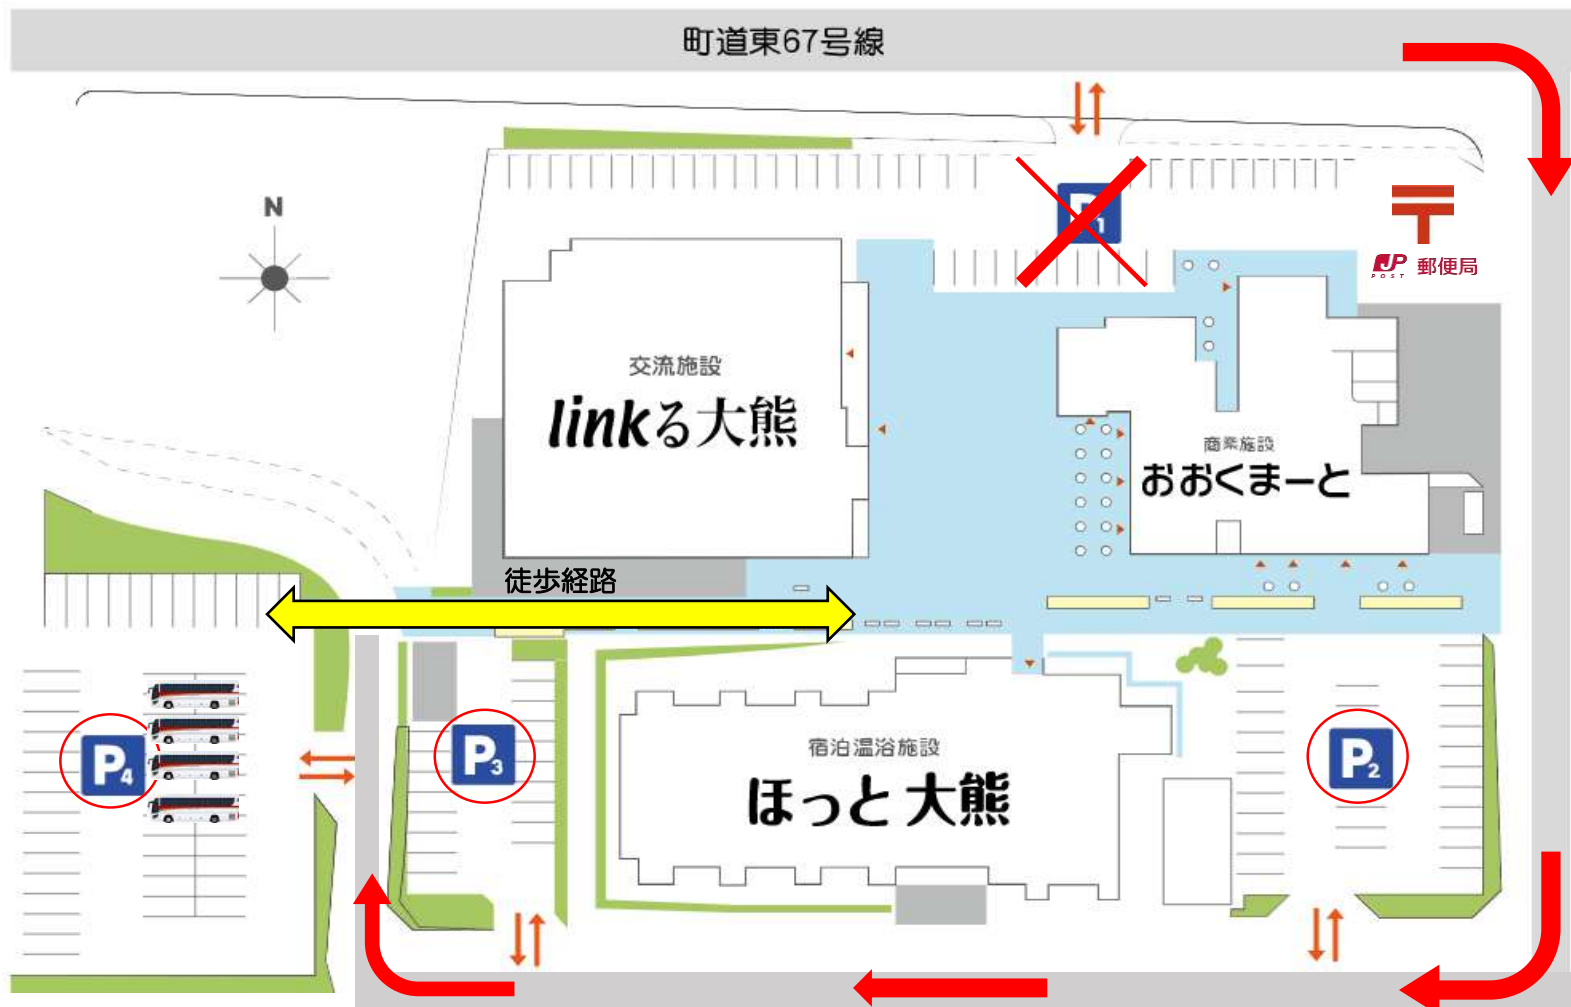 町道東67号線
N
P1
JP
POST
郵便局
交流施設
linkる大熊
商業施設
おおくまーと
徒歩経路
P4
P3
宿泊温浴施設
ほっと大熊
P2